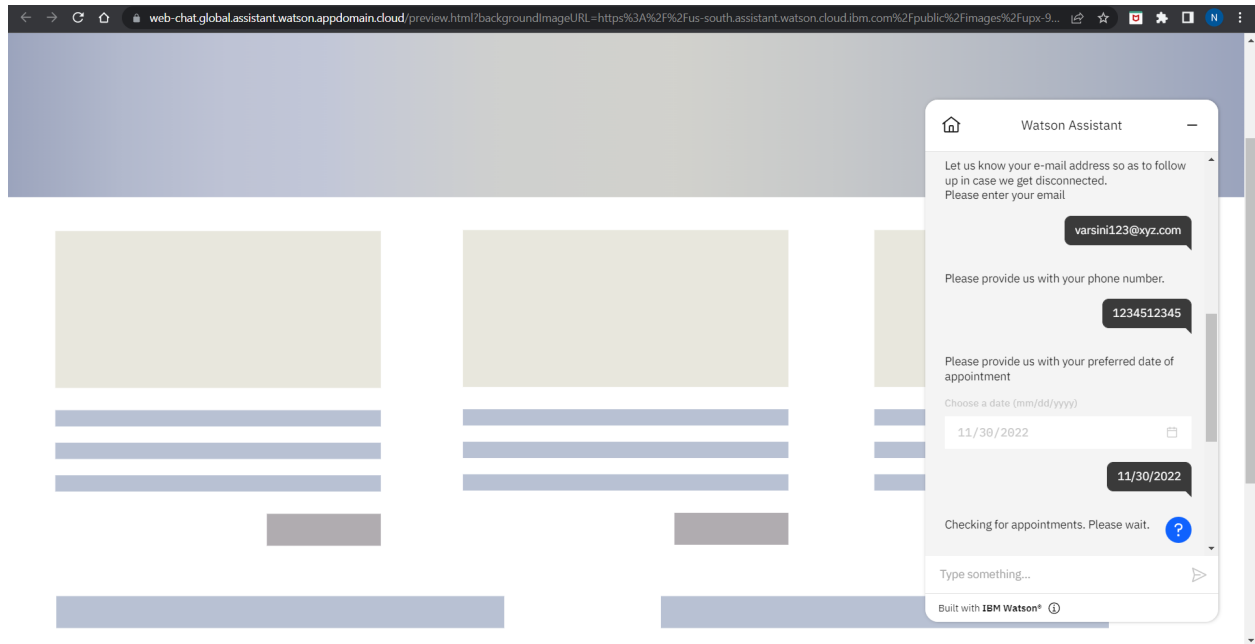 web-chat.global.assistant.watson.appdomain.cloud/preview.html?backgroundImageURL=https%3A%2F%2Fus-south.assistant.watson.cloud.ibm.com%2Fpublic%2Fimages%2Fupx-9...
N
Watson Assistant
Let us know your e-mail address so as to follow
up in case we get disconnected.
Please enter your email
varsini123@xyz.com
Please provide us with your phone number.
1234512345
Please provide us with your preferred date of
appointment
Choose a date (mm/dd/yyyy)
11/30/2022
11/30/2022
Checking for appointments. Please wait.
?
Type something...
Built with IBM Watson®